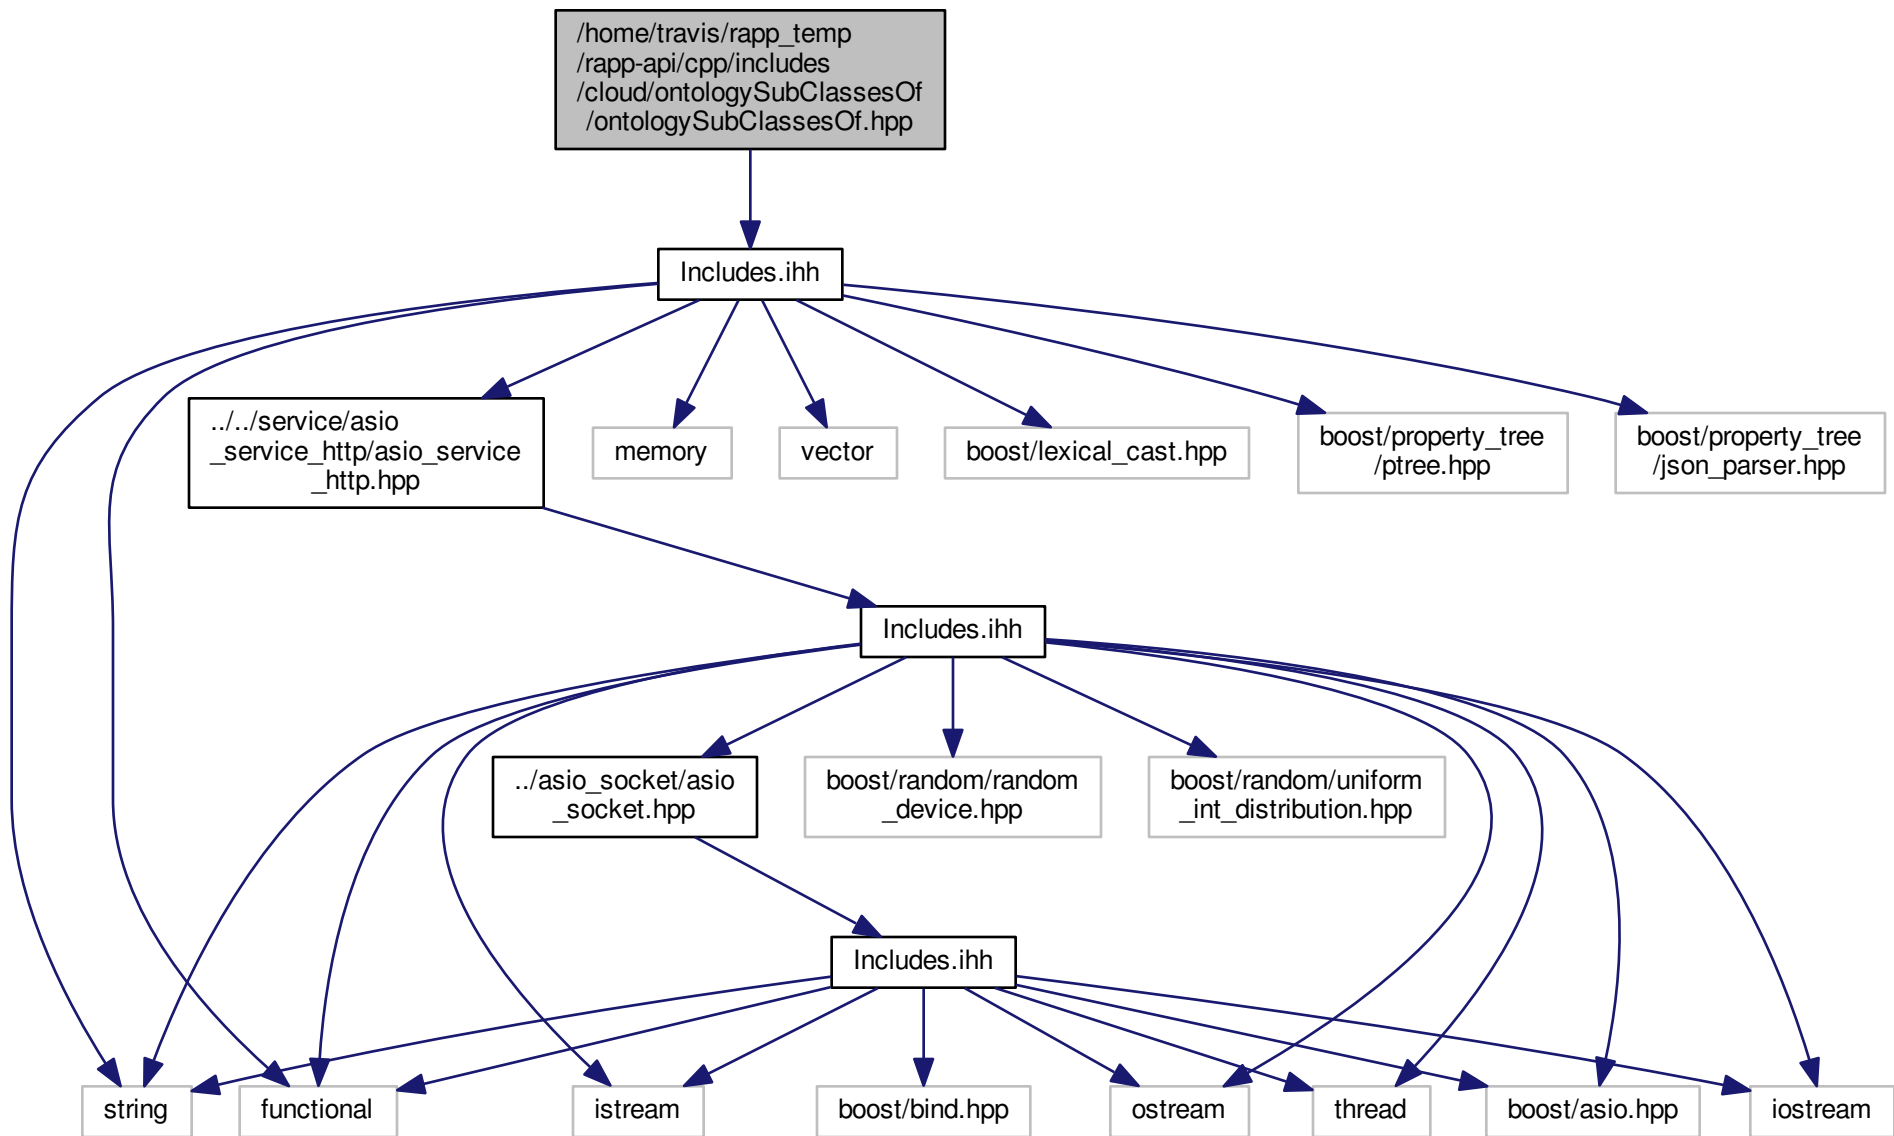 /home/travis/rapp_temp
/rapp-api/cpp/includes
/cloud/ontologySubClassesOf
/ontologySubClassesOf.hpp
Includes.ihh
../../service/asio
_service_http/asio_service
_http.hpp
memory
vector
boost/lexical_cast.hpp
boost/property_tree
/ptree.hpp
boost/property_tree
/json_parser.hpp
Includes.ihh
../asio_socket/asio
_socket.hpp
boost/random/random
_device.hpp
boost/random/uniform
_int_distribution.hpp
Includes.ihh
string
functional
istream
boost/bind.hpp
ostream
thread
boost/asio.hpp
iostream